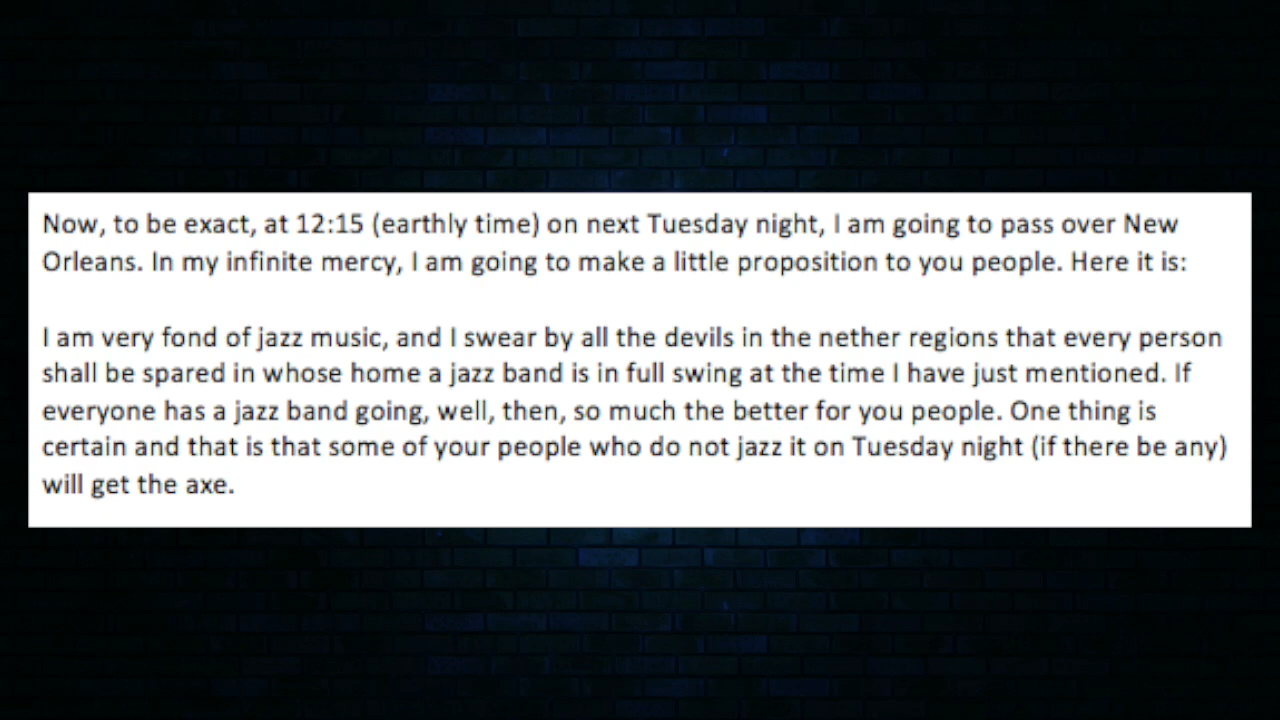 Now, to be exact, at 12:15 (earthly time) on next Tuesday night, I am going to pass over New
Orleans. In my infinite mercy, I am going to make a little proposition to you people. Here it is:
I am very fond of jazz music, and I swear by all the devils in the nether regions that every person
shall be spared in whose home a jazz band is in full swing at the time I have just mentioned. If
everyone has a jazz band going, well, then, so much the better for you people. One thing is
certain and that is that some of your people who do not jazz it on Tuesday night (if there be any)
will get the axe.